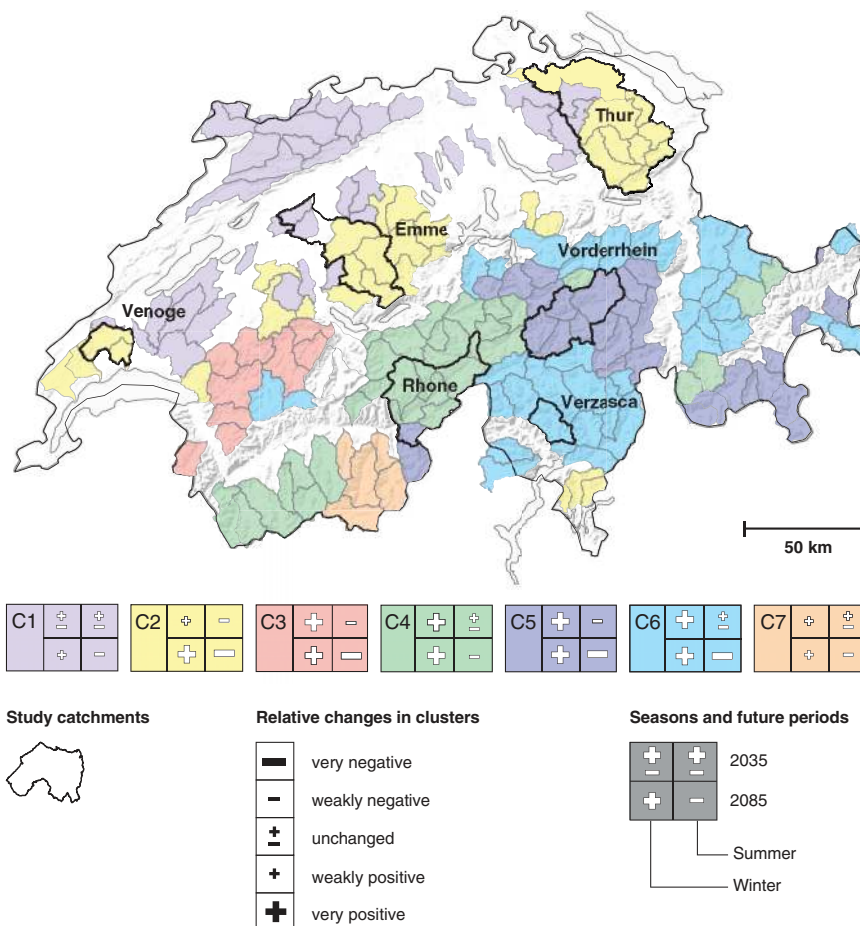 Thur
Emme
Vorderrhein
Venoge
Rhone
Verzasca
50 km
C1 ± ± + -
C2 + - + -
C3 + - + -
C4 + ± + -
C5 + - + -
C6 + ± + -
C7 + ± + -
Study catchments
Relative changes in clusters
Seasons and future periods
very negative
weakly negative
± unchanged
+ weakly positive
+ very positive
2035
2085
Summer
Winter